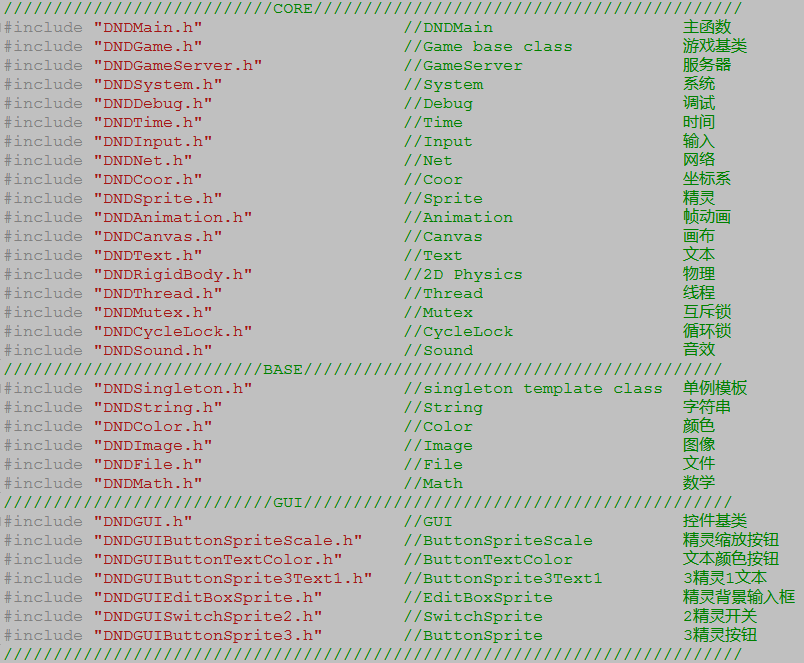 ///////////////////////////CORE///////////////////////////////////////////
#include "DNDMain.h" //DNDMain 主函数
#include "DNDGame.h" //Game base class 游戏基类
#include "DNDGameServer.h" //GameServer 服务器
#include "DNDSystem.h" //System 系统
#include "DNDDebug.h" //Debug 调试
#include "DNDTime.h" //Time 时间
#include "DNDInput.h" //Input 输入
#include "DNDNet.h" //Net 网络
#include "DNDCoor.h" //Coor 坐标系
#include "DNDSprite.h" //Sprite 精灵
#include "DNDAnimation.h" //Animation 帧动画
#include "DNDCanvas.h" //Canvas 画布
#include "DNDText.h" //Text 文本
#include "DNDRigidBody.h" //2D Physics 物理
#include "DNDThread.h" //Thread 线程
#include "DNDMutex.h" //Mutex 互斥锁
#include "DNDCycleLock.h" //CycleLock 循环锁
#include "DNDSound.h" //Sound 音效
//////////////////////////BASE//////////////////////////////////////////
#include "DNDSingleton.h" //singleton template class 单例模板
#include "DNDString.h" //String 字符串
#include "DNDColor.h" //Color 颜色
#include "DNDImage.h" //Image 图像
#include "DNDFile.h" //File 文件
#include "DNDMath.h" //Math 数学
///////////////////////////GUI///////////////////////////////////////////
#include "DNDGUI.h" //GUI 控件基类
#include "DNDGUIButtonSpriteScale.h" //ButtonSpriteScale 精灵缩放按钮
#include "DNDGUIButtonTextColor.h" //ButtonTextColor 文本颜色按钮
#include "DNDGUIButtonSprite3Text1.h" //ButtonSprite3Text1 3精灵1文本
#include "DNDGUIEditBoxSprite.h" //EditBoxSprite 精灵背景输入框
#include "DNDGUISwitchSprite2.h" //SwitchSprite 2精灵开关
#include "DNDGUIButtonSprite3.h" //ButtonSprite 3精灵按钮
//////////////////////////////////////////////////////////////////////////